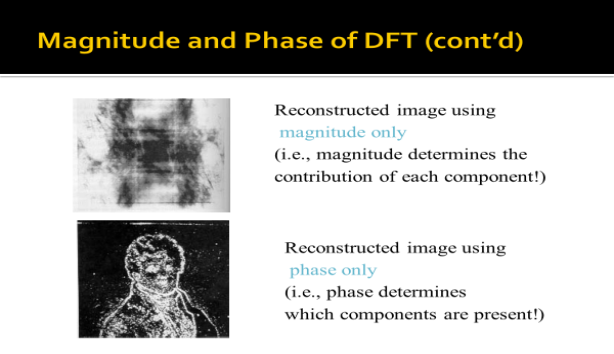 Magnitude and Phase of DFT (cont’d)
Reconstructed image using
magnitude only
(i.e., magnitude determines the
contribution of each component!)
Reconstructed image using
phase only
(i.e., phase determines
which components are present!)